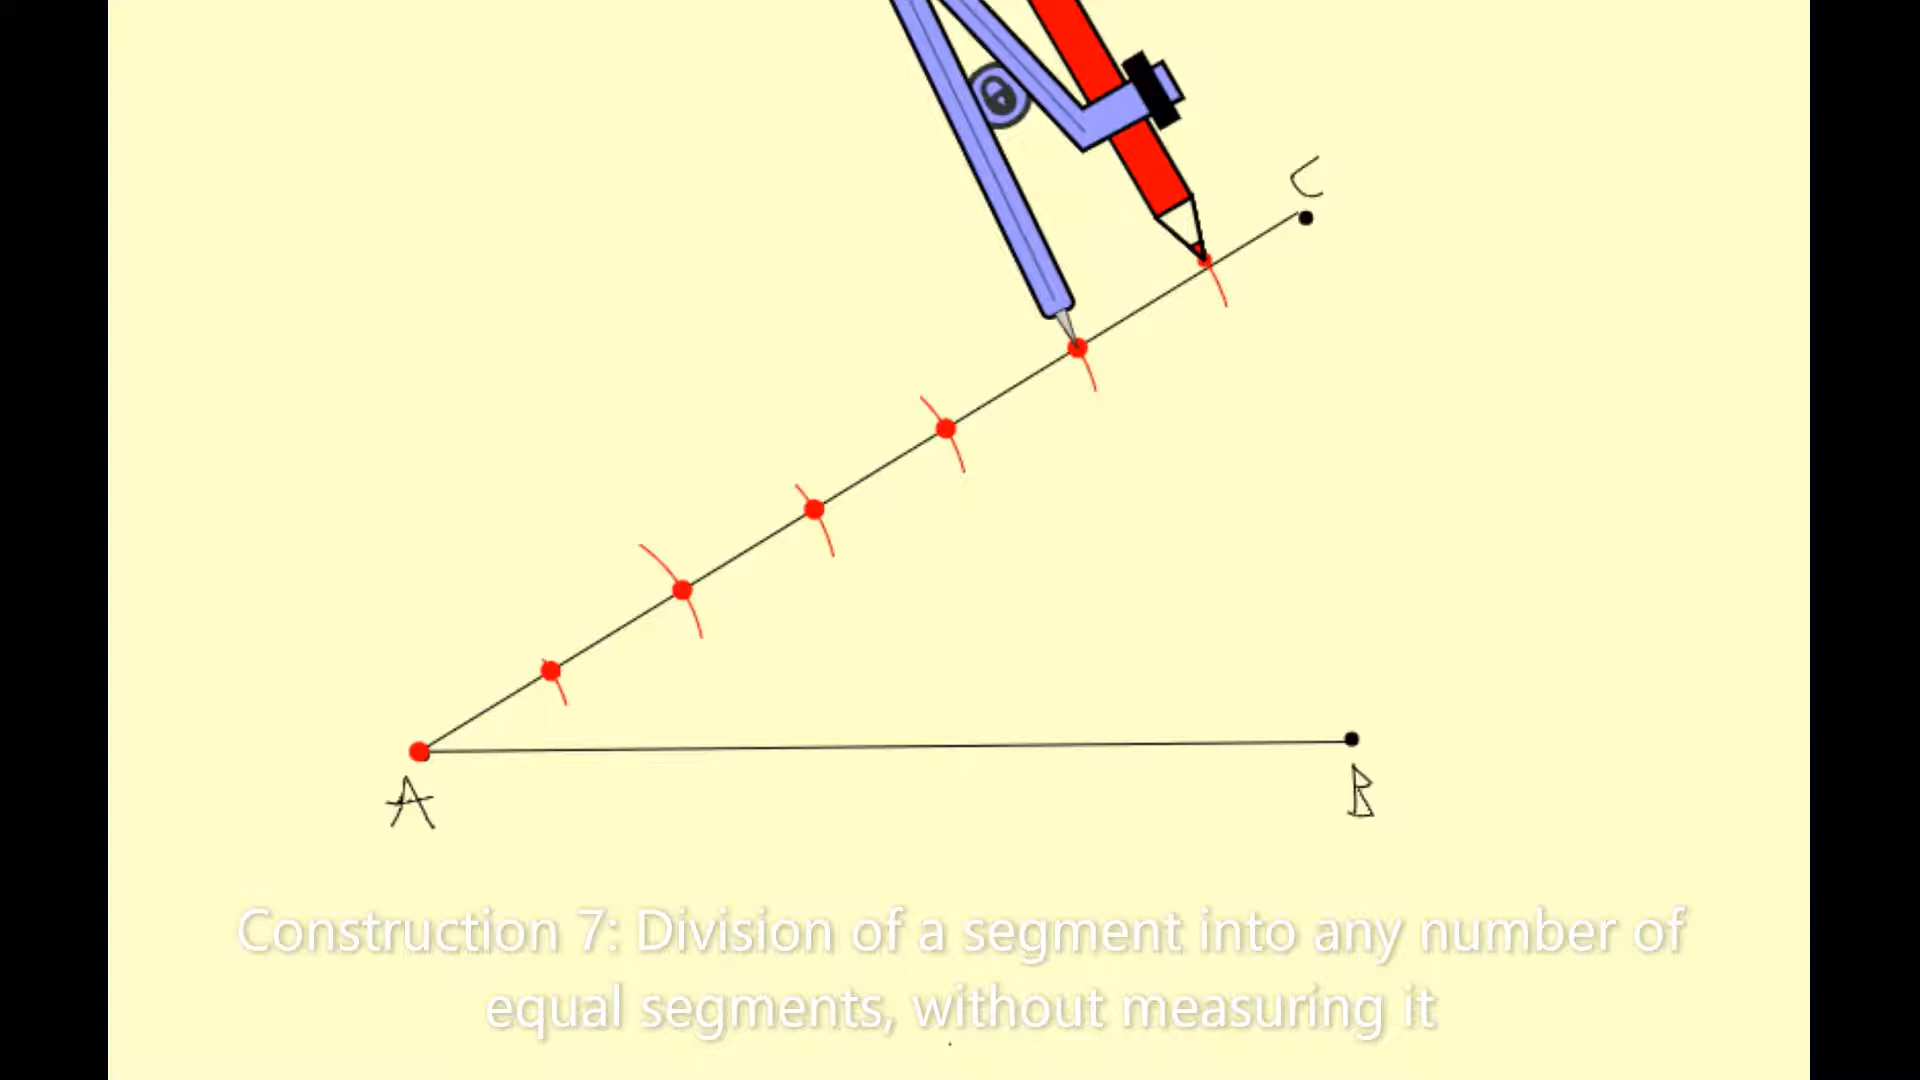 C
A
B
Construction 7: Division of a segment into any number of
equal segments, without measuring it